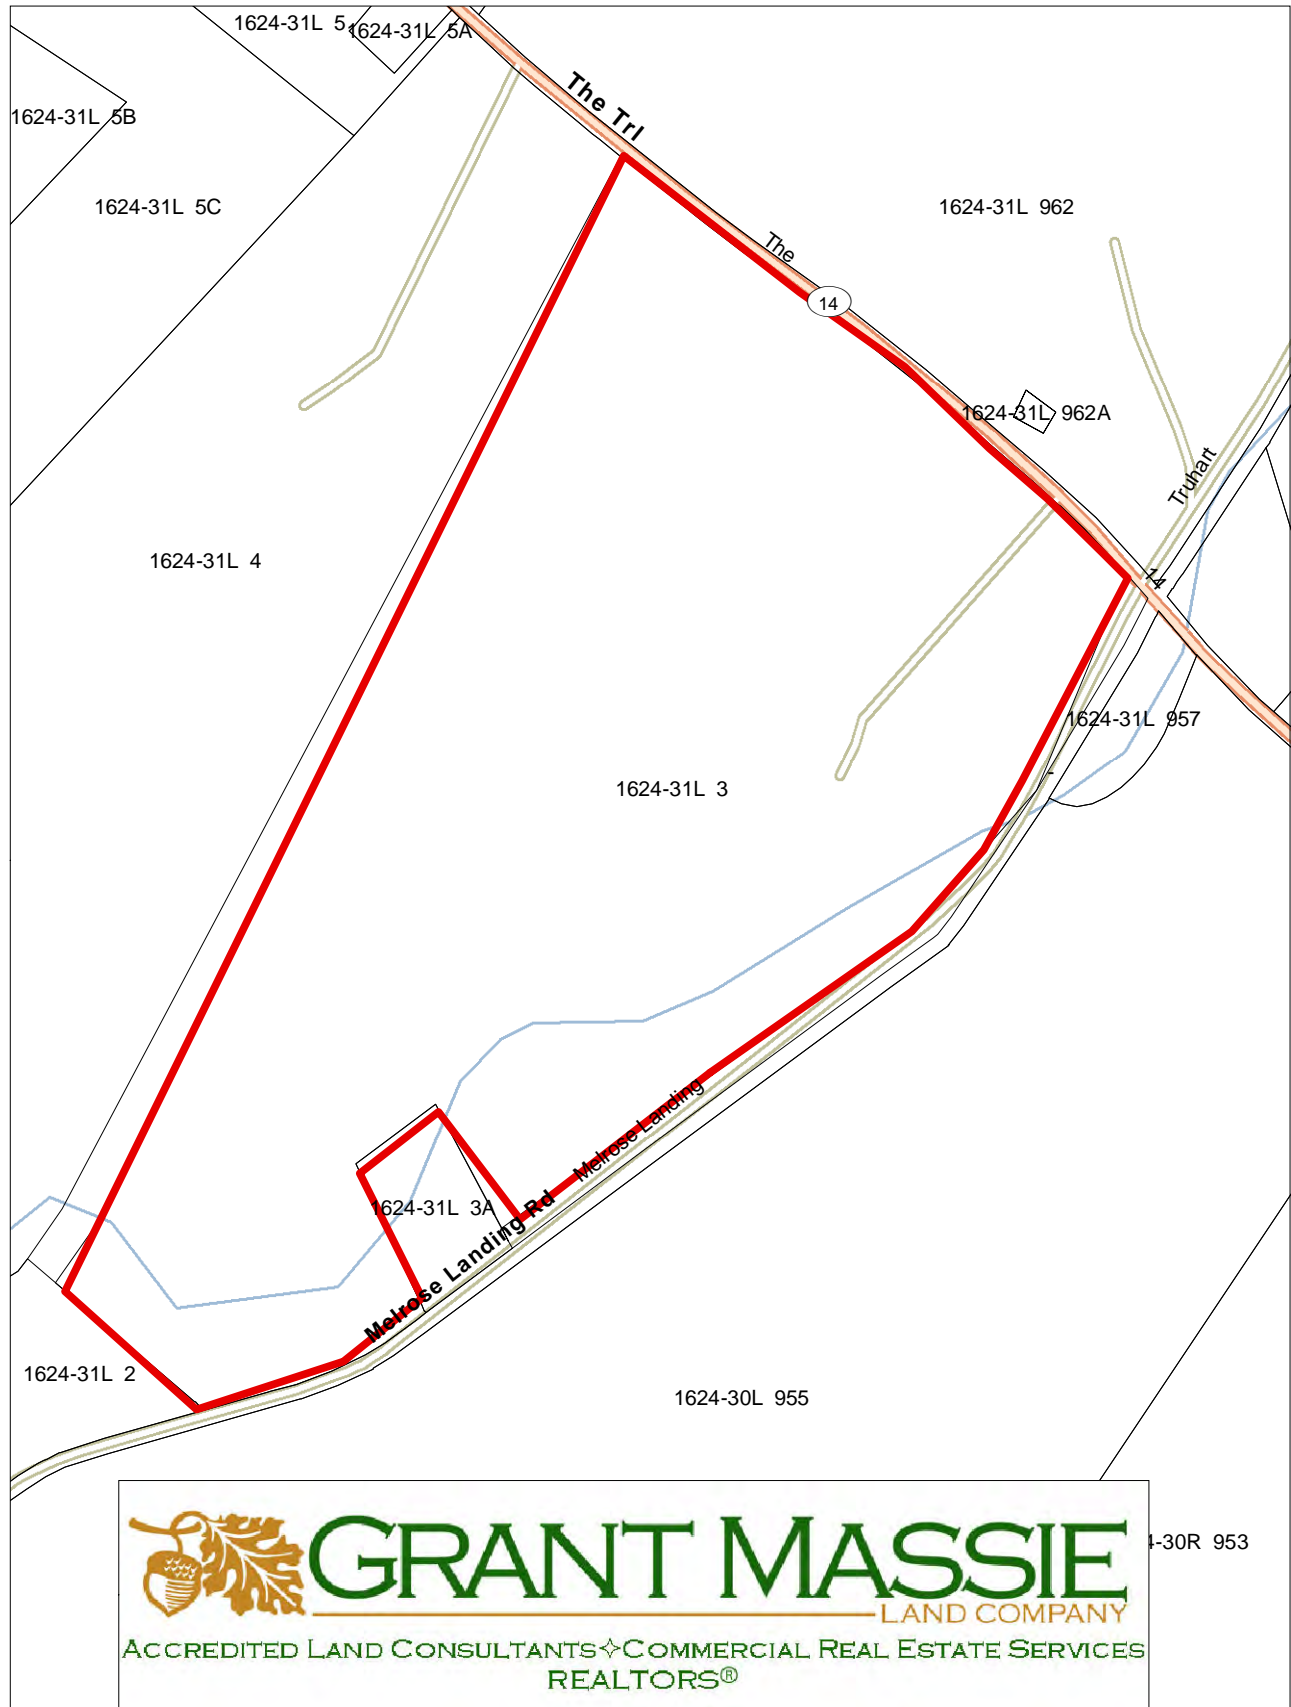 1624-31L 5
1624-31L 5A
The Trl
1624-31L 5B
1624-31L 5C
1624-31L 962
The
14
1624-31L 962A
Truhart
1624-31L 4
14
1624-31L 957
1624-31L 3
Melrose Landing
1624-31L 3A
Melrose Landing Rd
1624-31L 2
1624-30L 955
4-30R 953
GRANT MASSIE
LAND COMPANY
ACCREDITED LAND CONSULTANTS✧COMMERCIAL REAL ESTATE SERVICES
REALTORS®